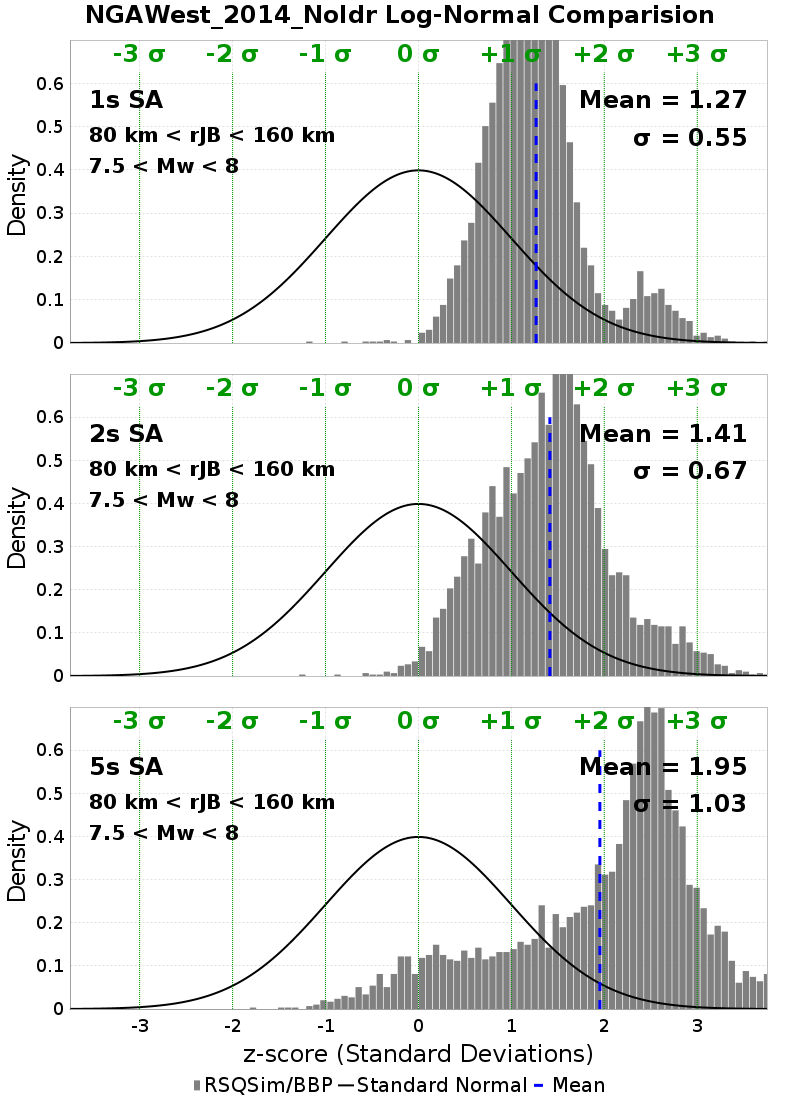 NGAWest_2014_NoIdr Log-Normal Comparision
-3 σ -2 σ -1 σ 0 σ +1 σ +2 σ +3 σ
1s SA
Mean = 1.27
80 km < rJB < 160 km
σ = 0.55
7.5 < Mw < 8
0.6
0.5
0.4
0.3
0.2
0.1
0
Density
-3 σ -2 σ -1 σ 0 σ +1 σ +2 σ +3 σ
2s SA
Mean = 1.41
80 km < rJB < 160 km
σ = 0.67
7.5 < Mw < 8
0.6
0.5
0.4
0.3
0.2
0.1
0
Density
-3 σ -2 σ -1 σ 0 σ +1 σ +2 σ +3 σ
5s SA
Mean = 1.95
80 km < rJB < 160 km
σ = 1.03
7.5 < Mw < 8
0.6
0.5
0.4
0.3
0.2
0.1
0
Density
-3 -2 -1 0 1 2 3
z-score (Standard Deviations)
RSQSim/BBP Standard Normal Mean